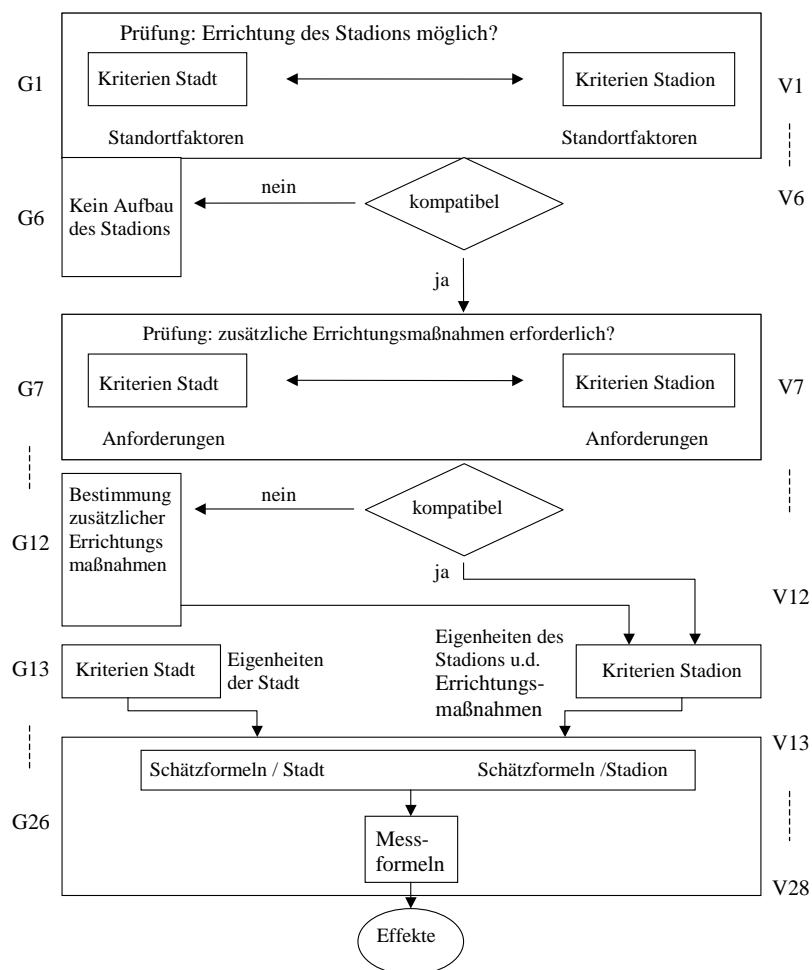 Prüfung: Errichtung des Stadions möglich?
G1
Kriterien Stadt
Kriterien Stadion
V1
Standortfaktoren
Standortfaktoren
nein
kompatibel
V6
G6
Kein Aufbau
des Stadions
ja
Prüfung: zusätzliche Errichtungsmaßnahmen erforderlich?
G7
Kriterien Stadt
Kriterien Stadion
V7
Anforderungen
Anforderungen
Bestimmung
zusätzlicher
Errichtungs
maßnahmen
nein
kompatibel
G12
ja
V12
G13
Kriterien Stadt
Eigenheiten
der Stadt
Eigenheiten des
Stadions u.d.
Errichtungs-
maßnahmen
Kriterien Stadion
V13
Schätzformeln / Stadt
Schätzformeln /Stadion
G26
Mess-
formeln
V28
Effekte